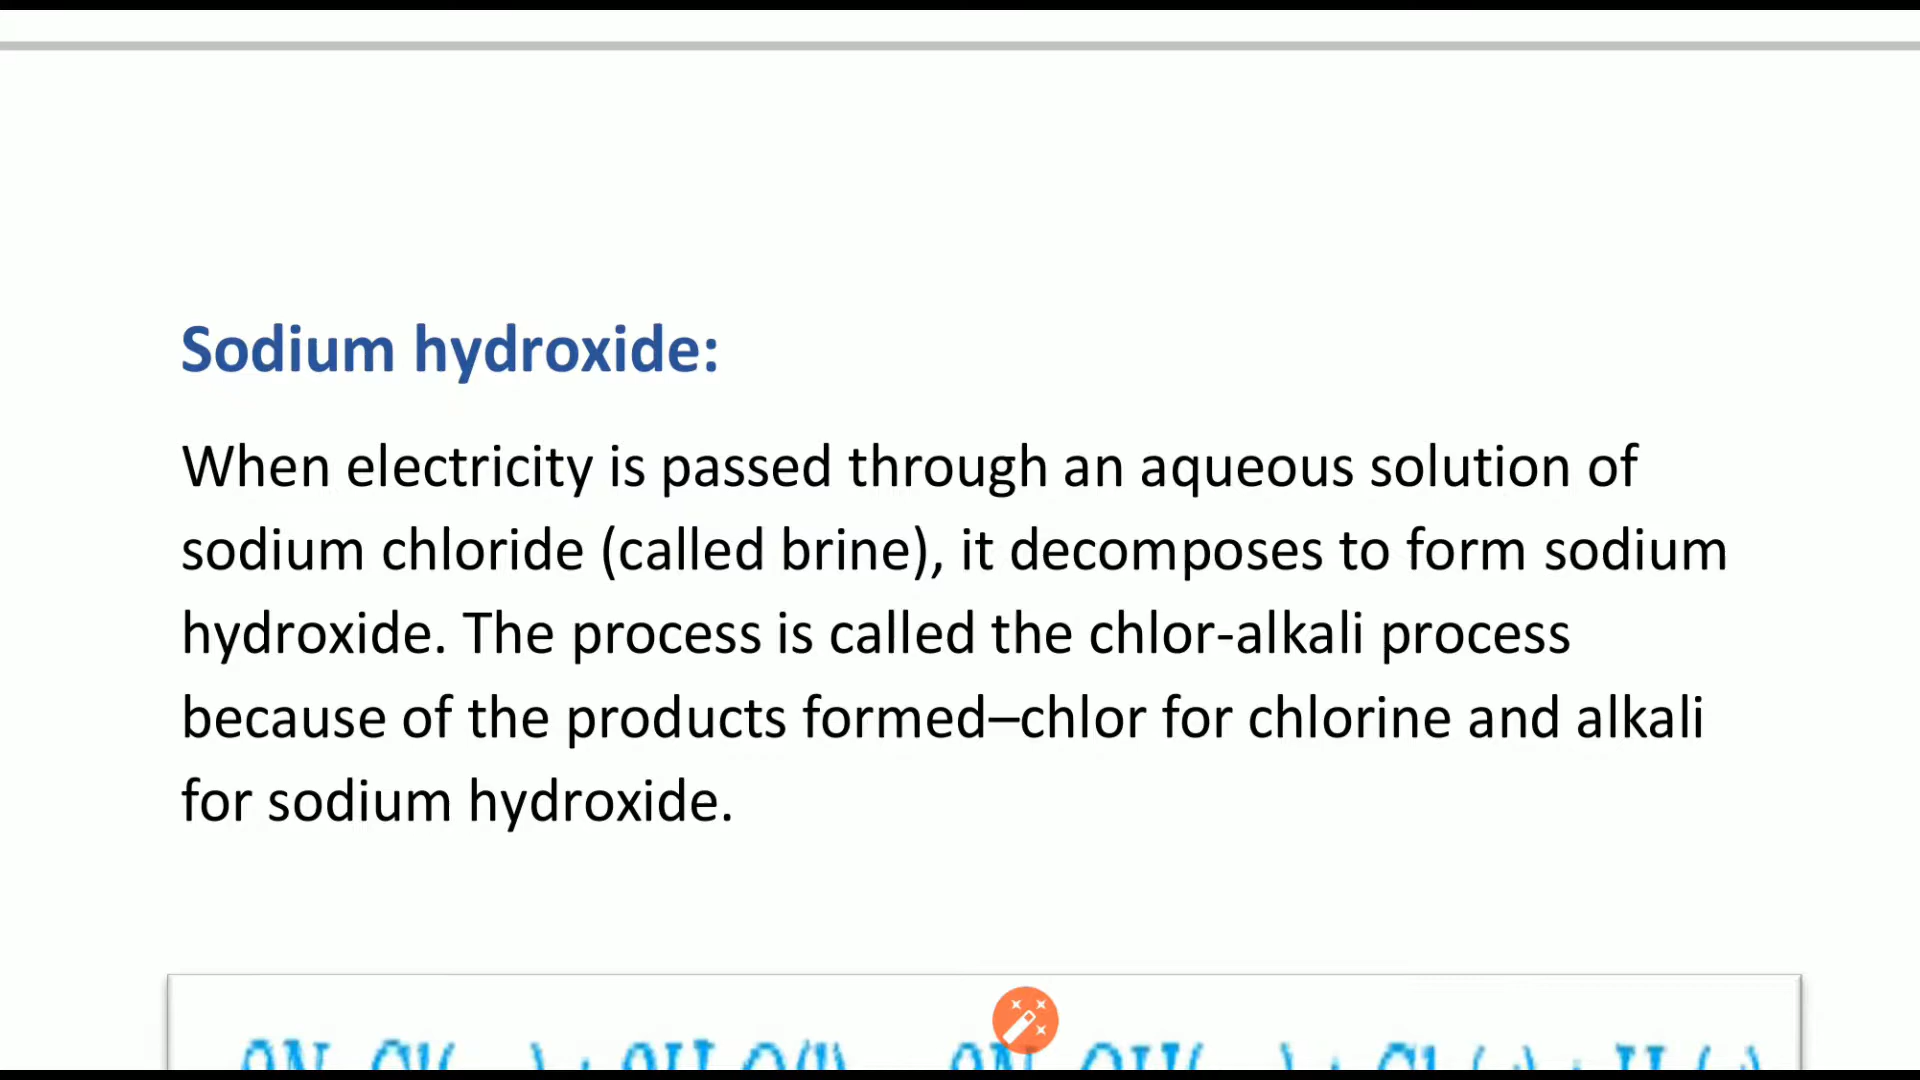 Sodium hydroxide:
When electricity is passed through an aqueous solution of
sodium chloride (called brine), it decomposes to form sodium
hydroxide. The process is called the chlor-alkali process
because of the products formed–chlor for chlorine and alkali
for sodium hydroxide.